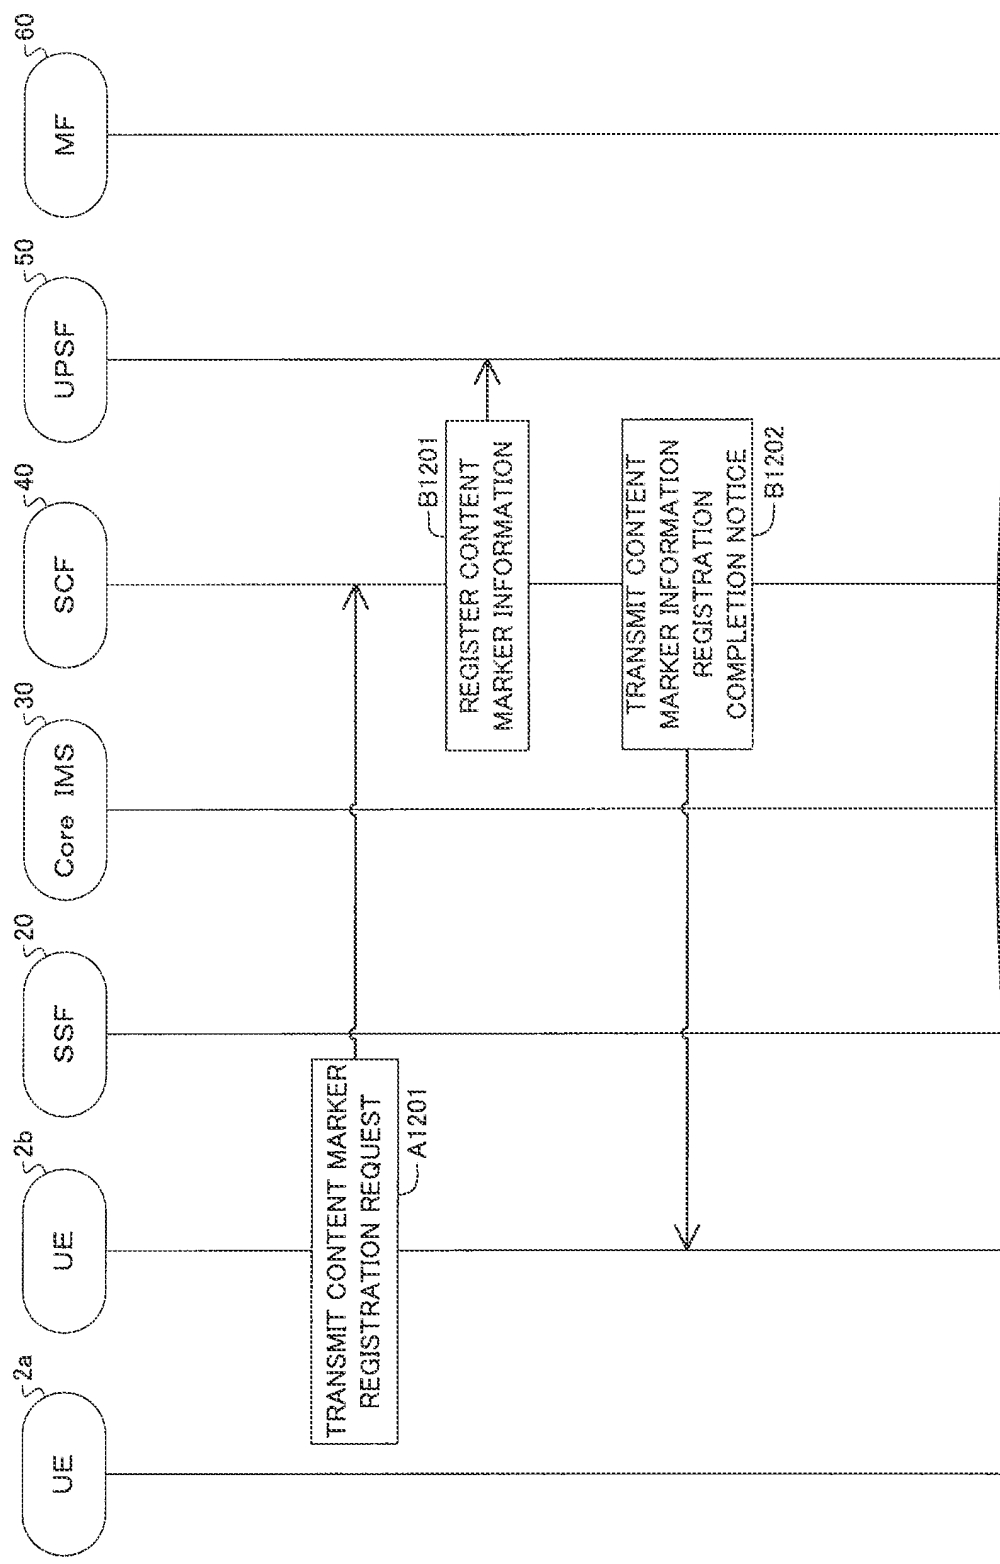 UE
2a
UE
2b
SSF
20
Core IMS
30
SCF
40
UPSF
50
MF
60
TRANSMIT CONTENT MARKER
REGISTRATION REQUEST
A1201
REGISTER CONTENT
MARKER INFORMATION
B1201
TRANSMIT CONTENT
MARKER INFORMATION
REGISTRATION
COMPLETION NOTICE
B1202